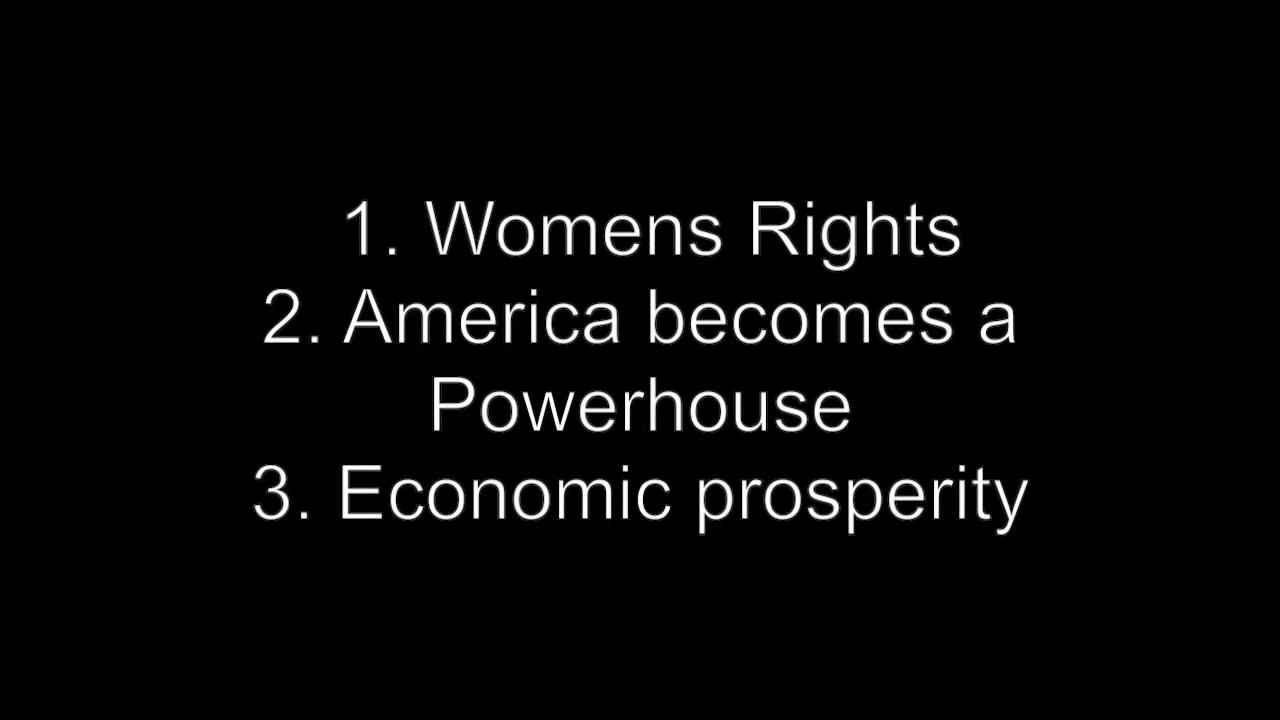 1. Womens Rights
2. America becomes a
Powerhouse
3. Economic prosperity